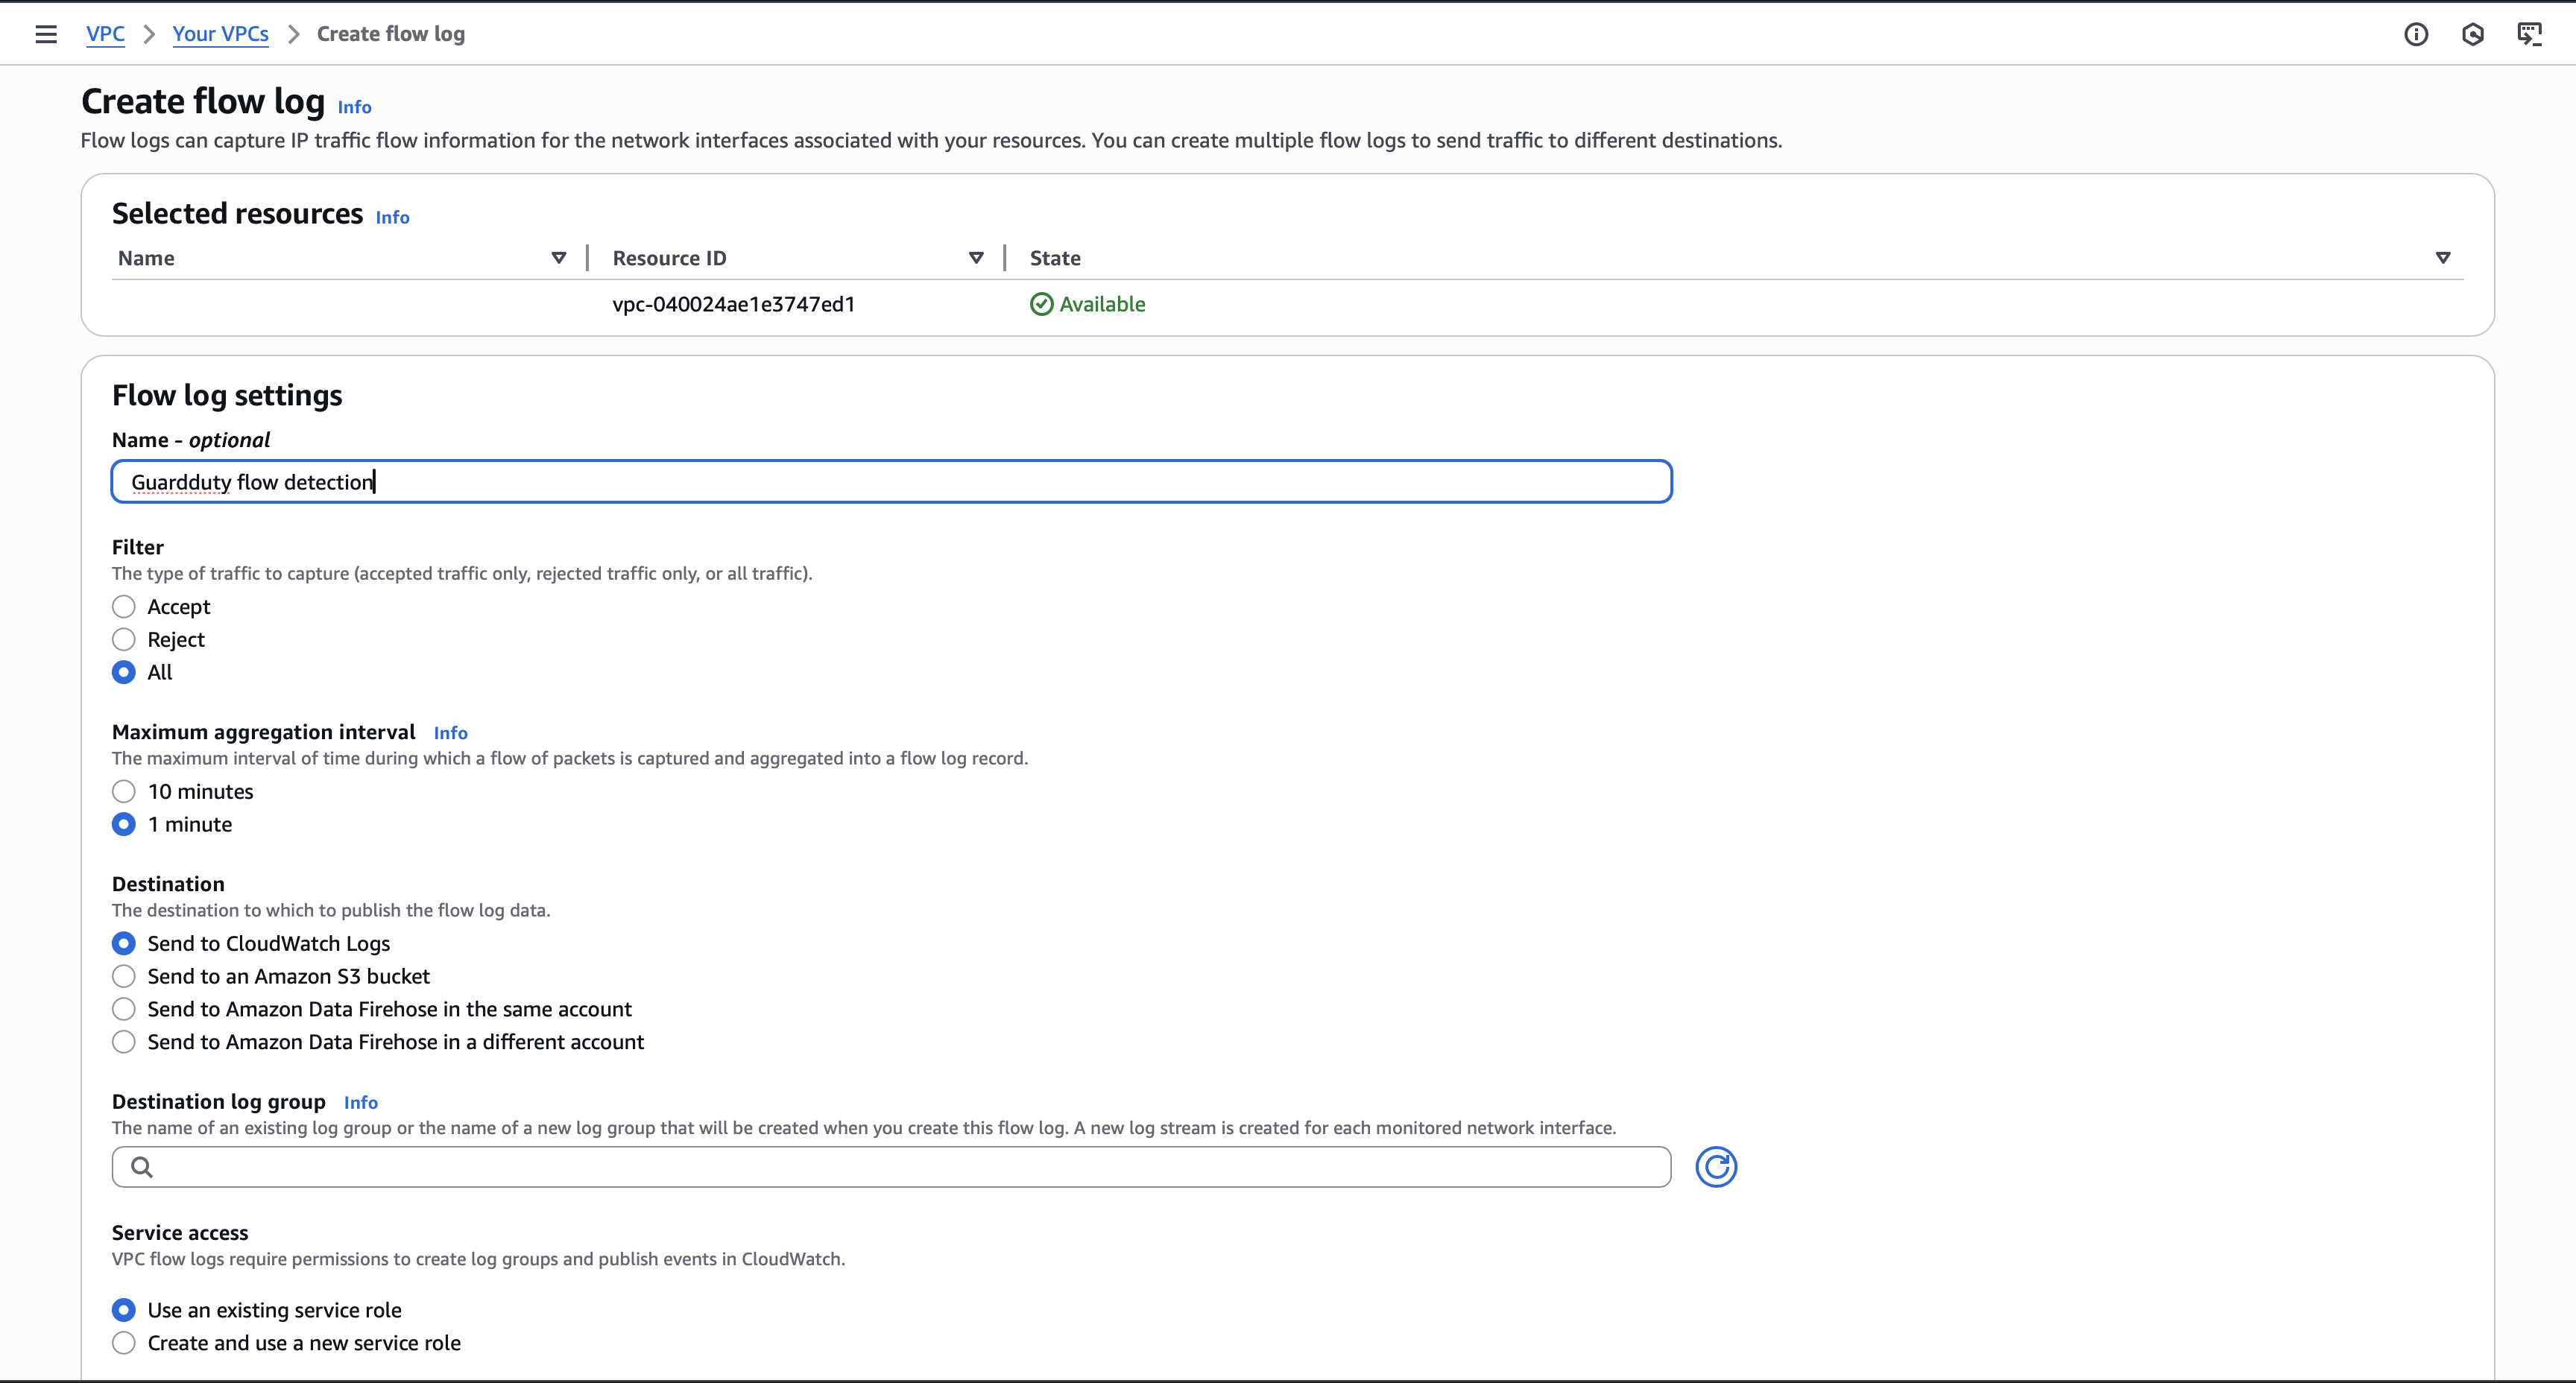 VPC > Your VPCs > Create flow log
Create flow log Info
Flow logs can capture IP traffic flow information for the network interfaces associated with your resources. You can create multiple flow logs to send traffic to different destinations.
Selected resources Info
Name Resource ID State
vpc-040024ae1e3747ed1 Available
Flow log settings
Name - optional
Guardduty flow detection
Filter
The type of traffic to capture (accepted traffic only, rejected traffic only, or all traffic).
Accept
Reject
All
Maximum aggregation interval Info
The maximum interval of time during which a flow of packets is captured and aggregated into a flow log record.
10 minutes
1 minute
Destination
The destination to which to publish the flow log data.
Send to CloudWatch Logs
Send to an Amazon S3 bucket
Send to Amazon Data Firehose in the same account
Send to Amazon Data Firehose in a different account
Destination log group Info
The name of an existing log group or the name of a new log group that will be created when you create this flow log. A new log stream is created for each monitored network interface.
Service access
VPC flow logs require permissions to create log groups and publish events in CloudWatch.
Use an existing service role
Create and use a new service role